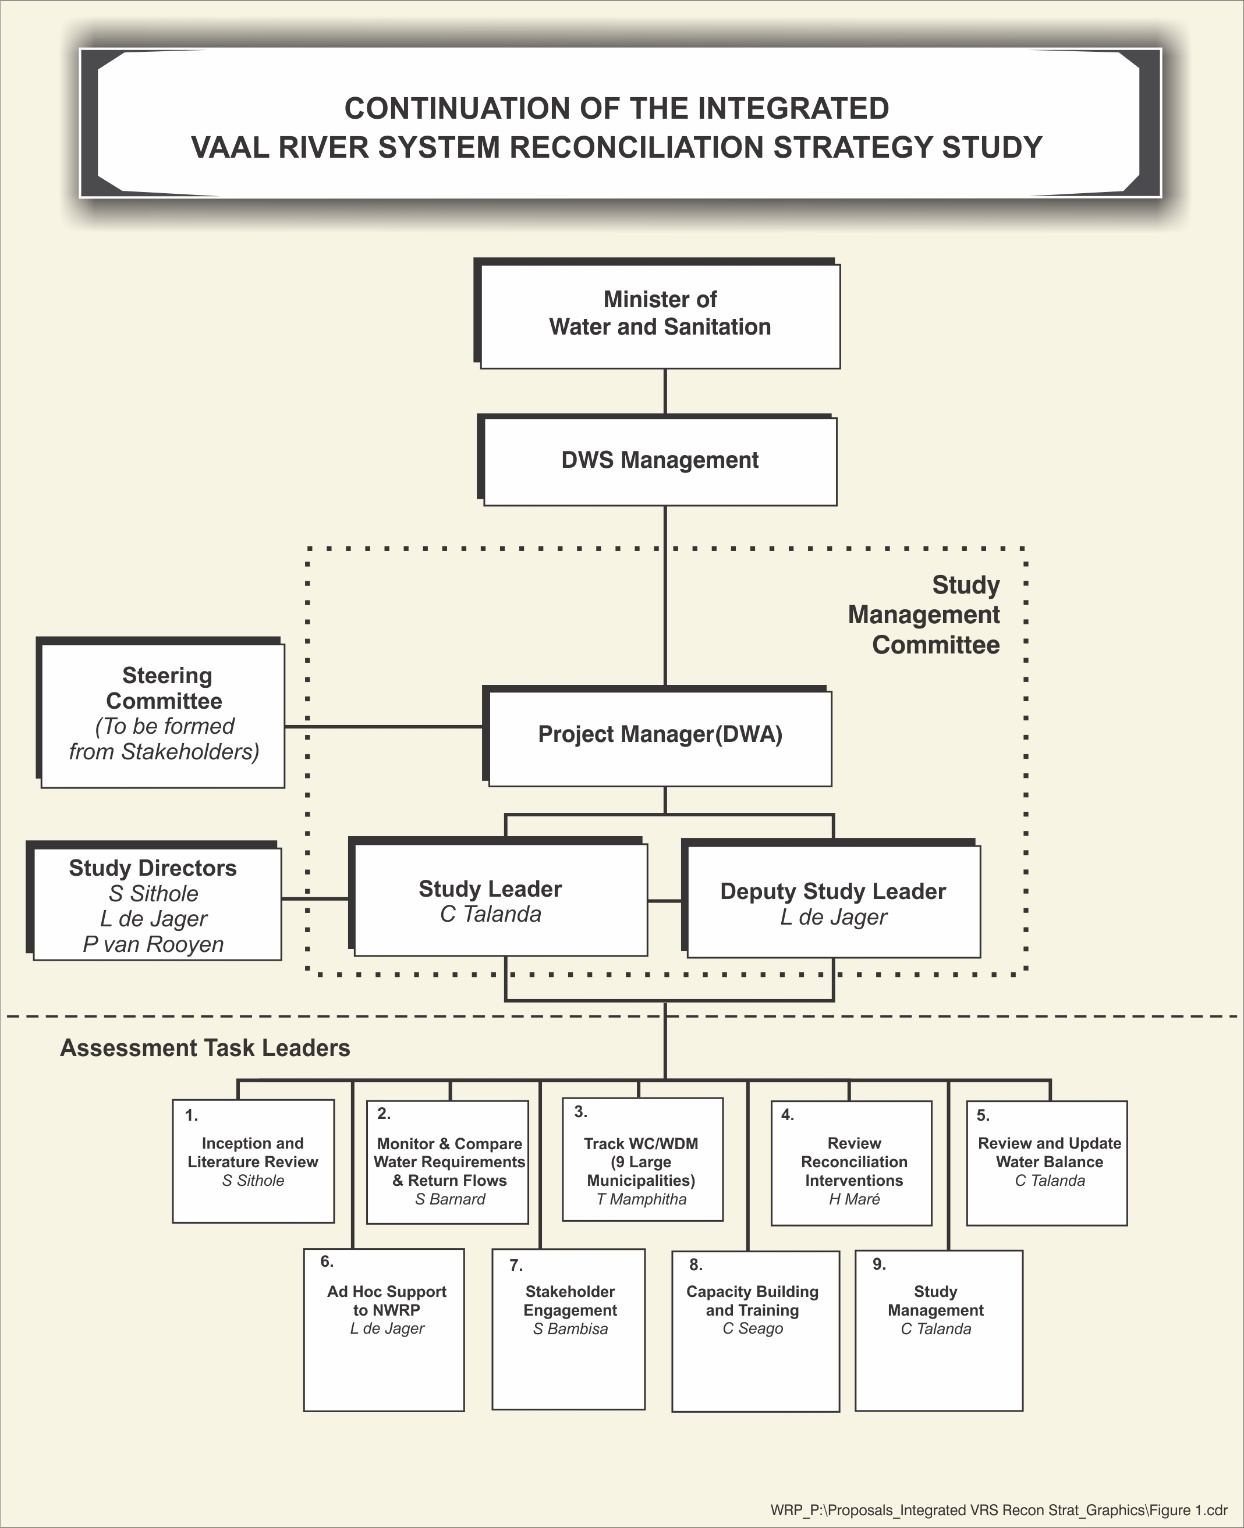 CONTINUATION OF THE INTEGRATED
VAAL RIVER SYSTEM RECONCILIATION STRATEGY STUDY
Minister of
Water and Sanitation
DWS Management
Study
Management
Committee
Steering
Committee
(To be formed
from Stakeholders)
Project Manager(DWA)
Study Directors
S Sithole
L de Jager
P van Rooyen
Study Leader
C Talanda
Deputy Study Leader
L de Jager
Assessment Task Leaders
1.
Inception and
Literature Review
S Sithole
2.
Monitor & Compare
Water Requirements
& Return Flows
S Barnard
3.
Track WC/WDM
(9 Large
Municipalities)
T Mamphitha
4.
Review
Reconciliation
Interventions
H Maré
5.
Review and Update
Water Balance
C Talanda
6.
Ad Hoc Support
to NWRP
L de Jager
7.
Stakeholder
Engagement
S Bambisa
8.
Capacity Building
and Training
C Seago
9.
Study
Management
C Talanda
WRP_P:\Proposals_Integrated VRS Recon Strat_Graphics\Figure 1.cdr